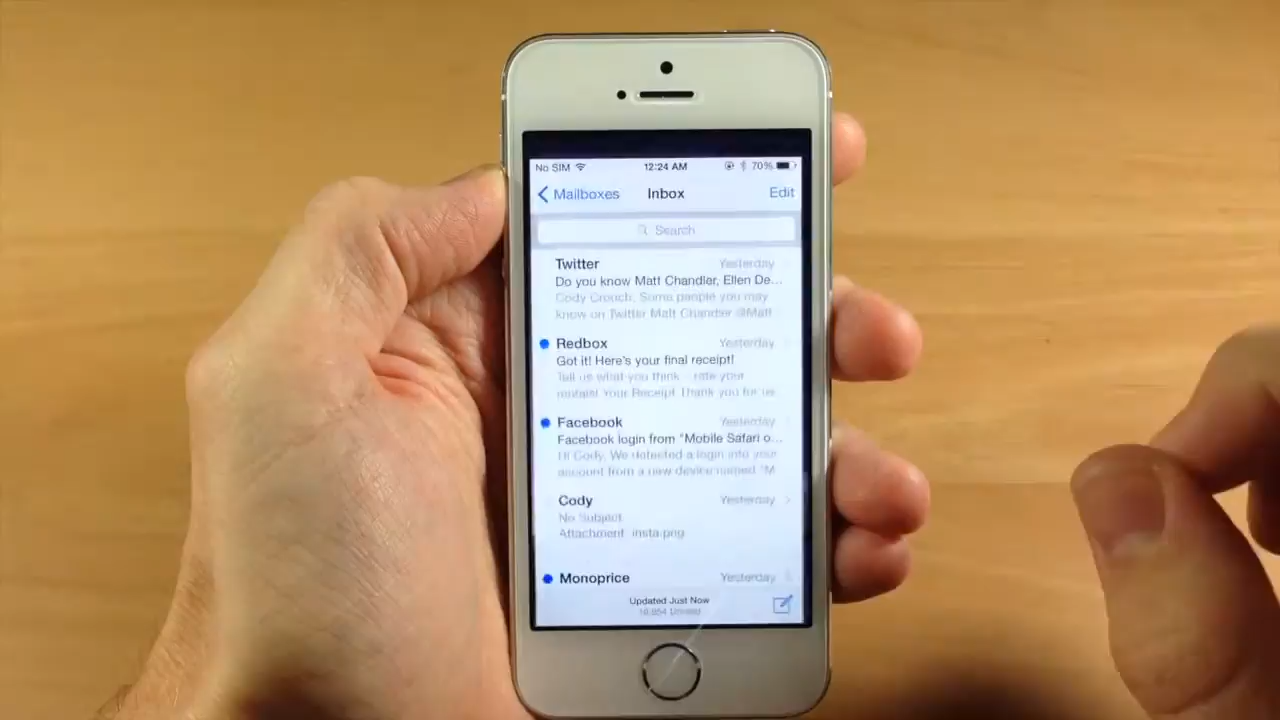 No SIM 12:24 AM 70%
Mailboxes Inbox Edit
Search
Twitter Yesterday
Do you know Matt Chandler, Ellen De...
Cody Crouch, Some people you may
know on Twitter Matt Chandler @Matt
Redbox Yesterday
Got it! Here's your final receipt!
Tell us what you think - rate your
rentals! Your Receipt Thank you for us
Facebook Yesterday
Facebook login from "Mobile Safari o...
Hi Cody, We detected a login into your
account from a new device named "M
Cody Yesterday
No Subject
Attachment: insta.png
Monoprice Yesterday
Updated Just Now
Unread